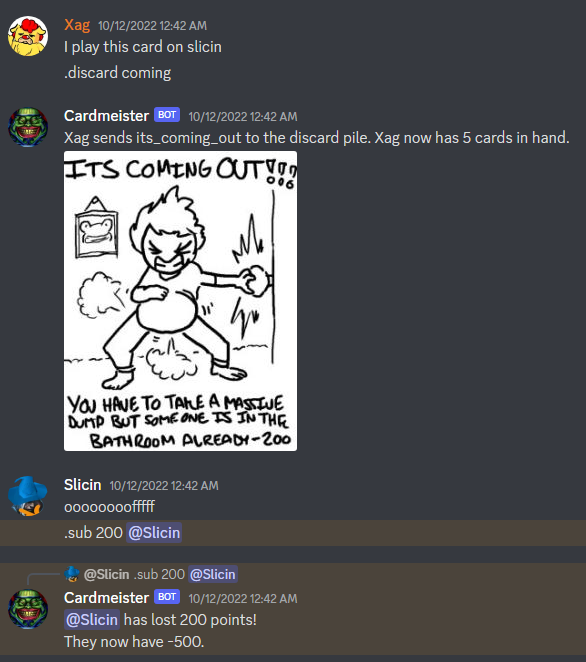 Xag 10/12/2022 12:42 AM
I play this card on slicin
.discard coming
Cardmeister BOT 10/12/2022 12:42 AM
Xag sends its_coming_out to the discard pile. Xag now has 5 cards in hand.
ITS COMING OUT!!!
YOU HAVE TO TAKE A MASSIVE
DUMP BUT SOMEONE IS IN THE
BATHROOM ALREADY -200
Slicin 10/12/2022 12:42 AM
oooooooofffff
.sub 200 @Slicin
@Slicin .sub 200 @Slicin
Cardmeister BOT 10/12/2022 12:42 AM
@Slicin has lost 200 points!
They now have -500.